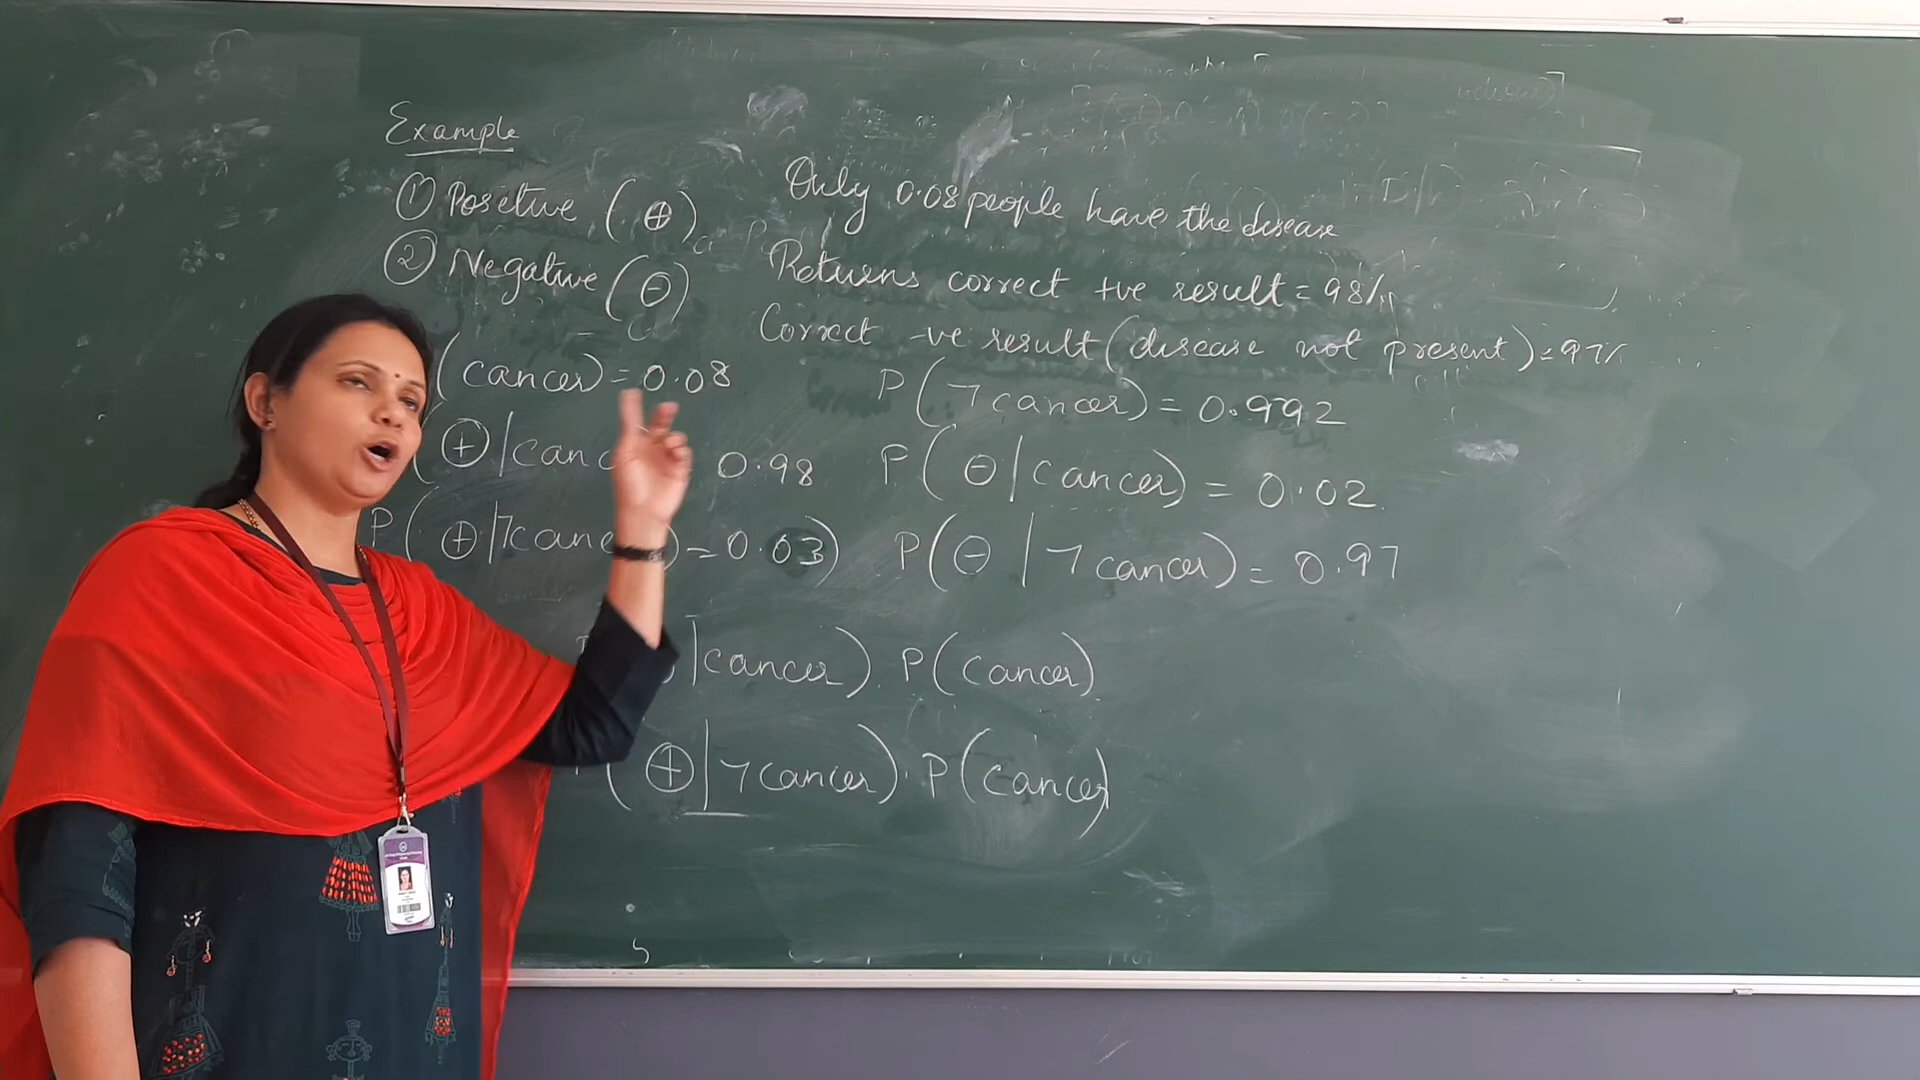 Example
① Positive (⊕) Only 0.08 people have the disease
② Negative (⊖) Returns correct +ve result = 98%
Correct -ve result (disease not present) = 97%
(cancer) = 0.08 P(¬cancer) = 0.992
(⊕|canc 0.98 P(⊖|cancer) = 0.02
P(⊕|¬canc ) = 0.03) P(⊖|¬cancer) = 0.97
|cancer). P(cancer)
(⊕|¬cancer). P(cancer)